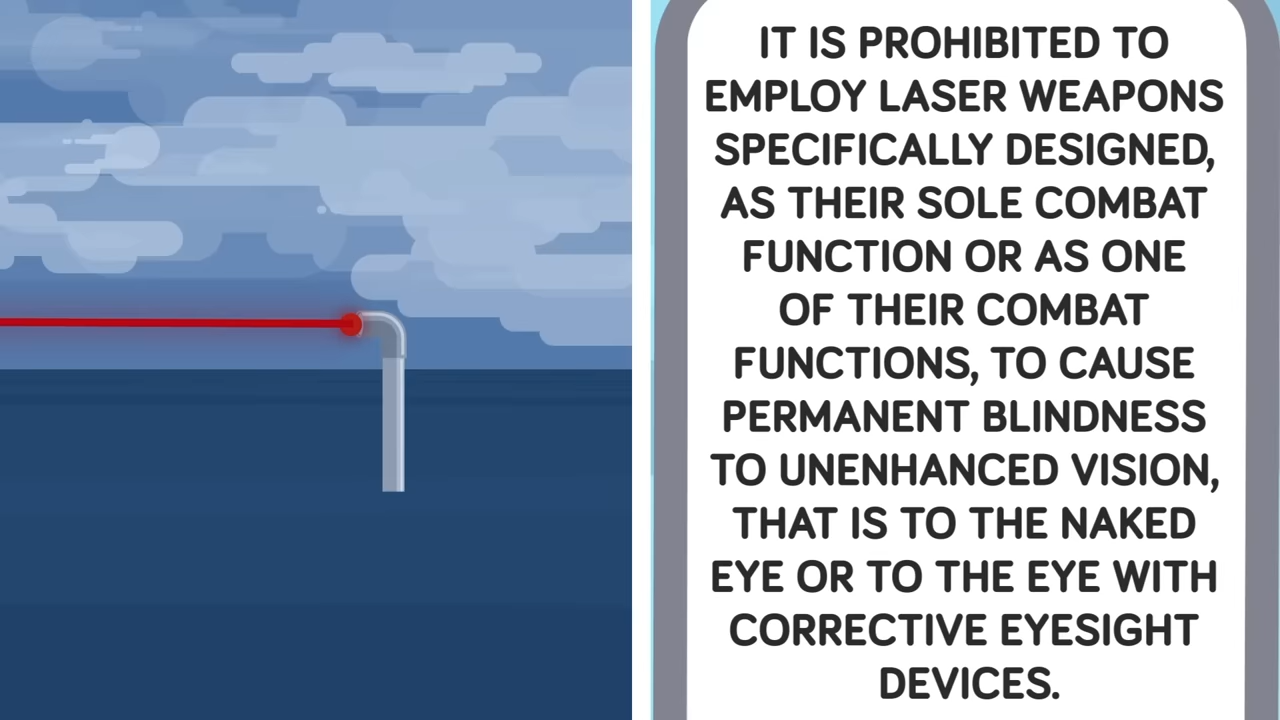 IT IS PROHIBITED TO
EMPLOY LASER WEAPONS
SPECIFICALLY DESIGNED,
AS THEIR SOLE COMBAT
FUNCTION OR AS ONE
OF THEIR COMBAT
FUNCTIONS, TO CAUSE
PERMANENT BLINDNESS
TO UNENHANCED VISION,
THAT IS TO THE NAKED
EYE OR TO THE EYE WITH
CORRECTIVE EYESIGHT
DEVICES.